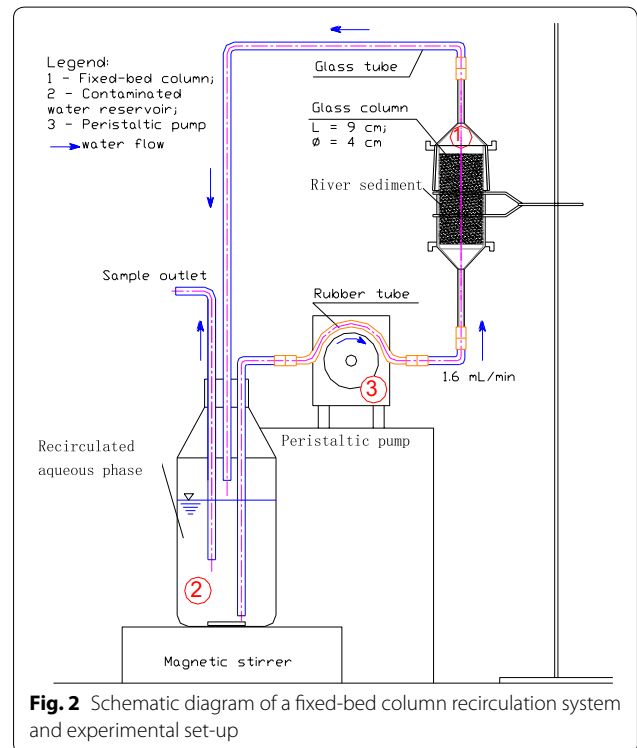 Legend:
1 - Fixed-bed column;
2 - Contaminated
water reservoir;
3 - Peristaltic pump
water flow
Glass tube
Glass column
L = 9 cm;
Ø = 4 cm
1
River sediment
Sample outlet
Rubber tube
3
1.6 mL/min
Peristaltic pump
Recirculated
aqueous phase
2
Magnetic stirrer
Fig. 2 Schematic diagram of a fixed-bed column recirculation system
and experimental set-up